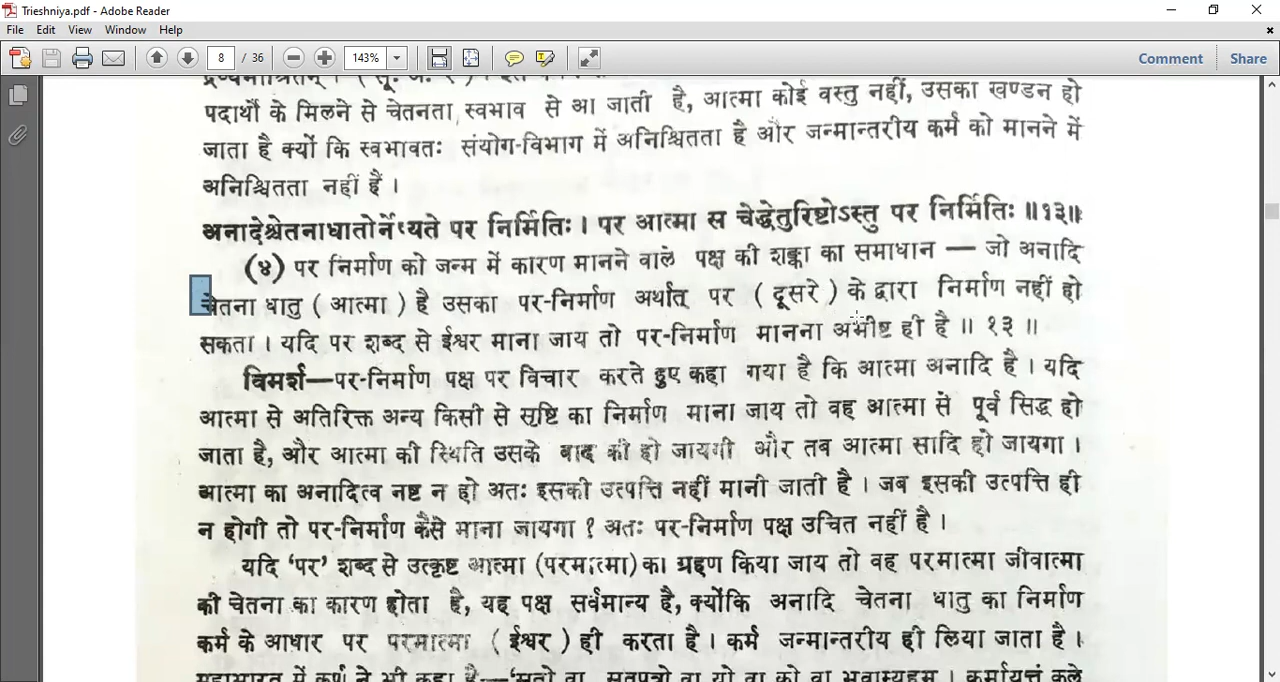 Trieshniya.pdf - Adobe Reader
File Edit View Window Help
8 / 36 143% Comment Share
पदार्थों के मिलने से चेतनता स्वभाव से आ जाती है, आत्मा कोई वस्तु नहीं, उसका खण्डन हो
जाता है क्यों कि स्वभावतः संयोग-विभाग में अनिश्चितता है और जन्मान्तरीय कर्म को मानने में
अनिश्चितता नहीं है ।
अनादेश्चेतनाधातोर्नेष्यते पर निर्मितिः । पर आत्मा स चेद्धेतुरिष्टोऽस्तु पर निर्मितिः ॥१३॥
(४) पर निर्माण को जन्म में कारण मानने वाले पक्ष की शङ्का का समाधान — जो अनादि
चेतना धातु ( आत्मा ) है उसका पर-निर्माण अर्थात् पर ( दूसरे ) के द्वारा निर्माण नहीं हो
सकता । यदि पर शब्द से ईश्वर माना जाय तो पर-निर्माण मानना अभीष्ट ही है ॥ १३ ॥
विमर्श—पर-निर्माण पक्ष पर विचार करते हुए कहा गया है कि आत्मा अनादि है । यदि
आत्मा से अतिरिक्त अन्य किसी से सृष्टि का निर्माण माना जाय तो वह आत्मा से पूर्व सिद्ध हो
जाता है, और आत्मा की स्थिति उसके बाद की हो जायगी और तब आत्मा सादि हो जायगा ।
आत्मा का अनादित्व नष्ट न हो अतः इसकी उत्पत्ति नहीं मानी जाती है । जब इसकी उत्पत्ति ही
न होगी तो पर-निर्माण कैसे माना जायगा ? अतः पर-निर्माण पक्ष उचित नहीं है ।
यदि 'पर' शब्द से उत्कृष्ट आत्मा (परमात्मा) का ग्रहण किया जाय तो वह परमात्मा जीवात्मा
की चेतना का कारण होता है, यह पक्ष सर्वमान्य है, क्योंकि अनादि चेतना धातु का निर्माण
कर्म के आधार पर परमात्मा ( ईश्वर ) ही करता है । कर्म जन्मान्तरीय ही लिया जाता है ।